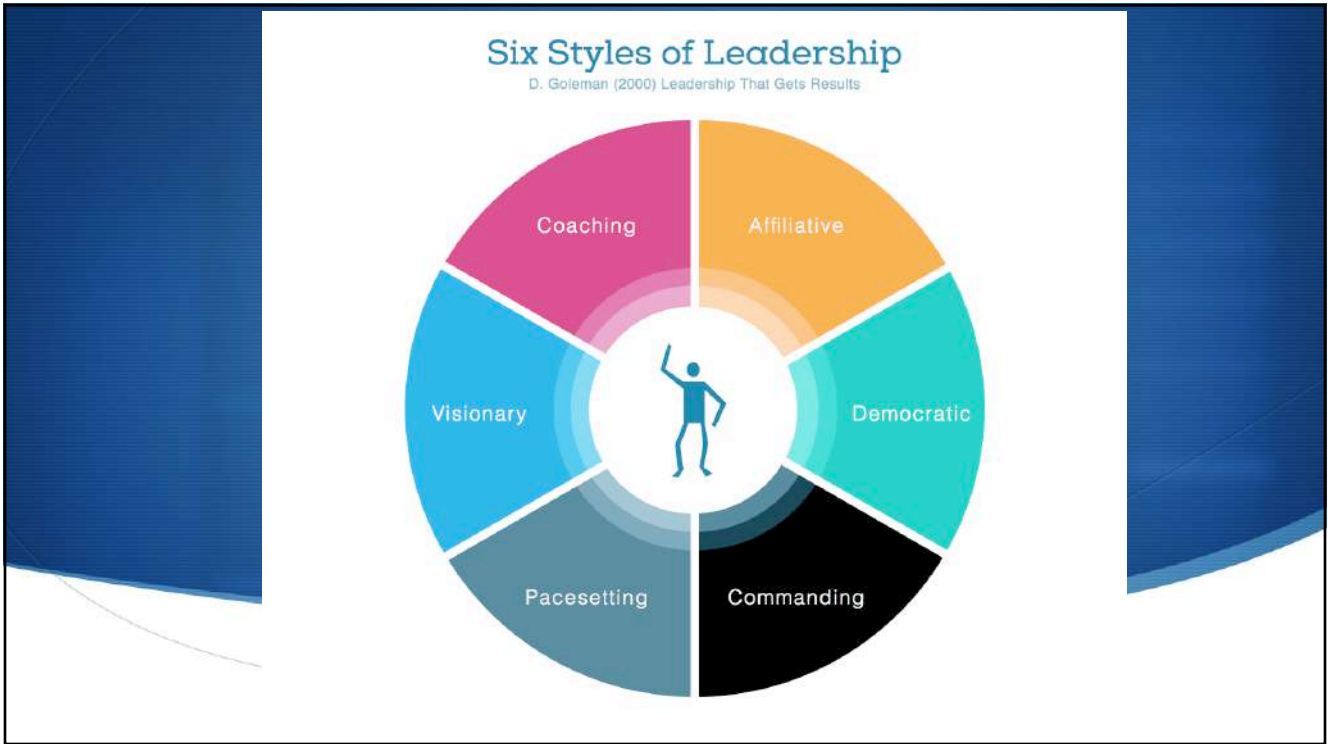 Six Styles of Leadership
D. Goleman (2000) Leadership That Gets Results
Coaching
Affiliative
Visionary
Democratic
Pacesetting
Commanding